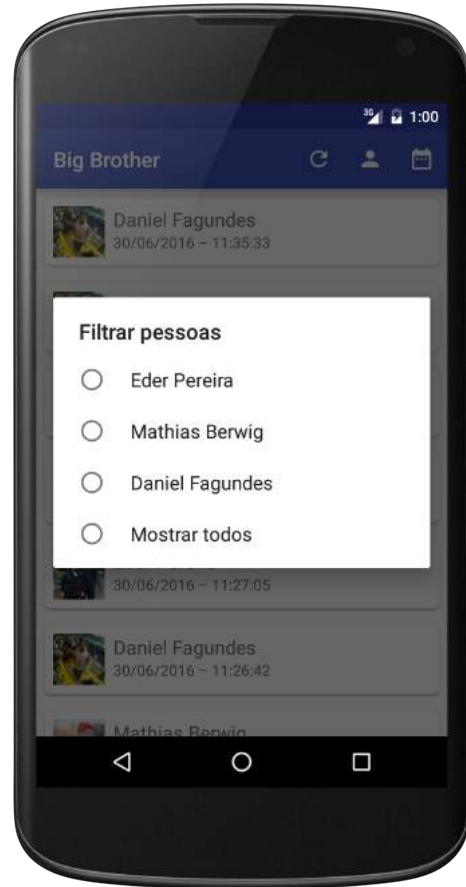 3G 1:00
Big Brother
Daniel Fagundes
30/06/2016 – 11:35:33
Filtrar pessoas
Eder Pereira
Mathias Berwig
Daniel Fagundes
Mostrar todos
30/06/2016 – 11:27:05
Daniel Fagundes
30/06/2016 – 11:26:42
Mathias Berwig